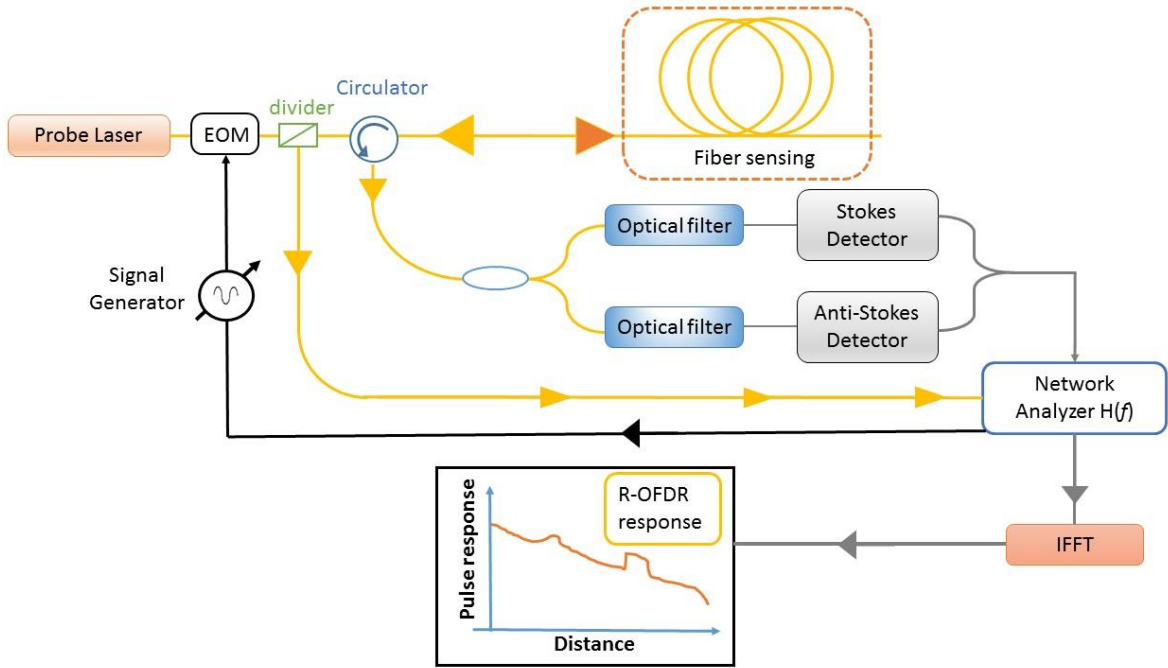 Probe Laser
EOM
divider
Circulator
Fiber sensing
Optical filter
Stokes
Detector
Signal
Generator
Optical filter
Anti-Stokes
Detector
Network
Analyzer H(f)
Pulse response
R-OFDR
response
Distance
IFFT